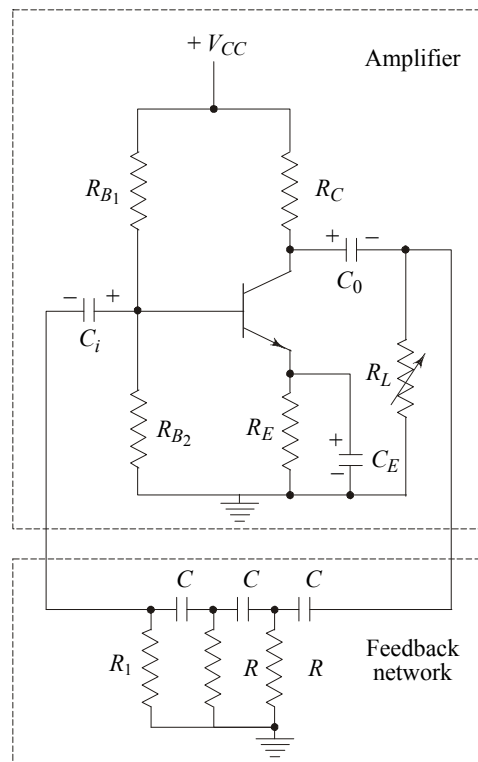 + V_CC
Amplifier
R_B1
R_C
+ −
C_0
− +
C_i
R_L
R_B2
R_E
+
−
C_E
C C C
R_1 R R
Feedback
network